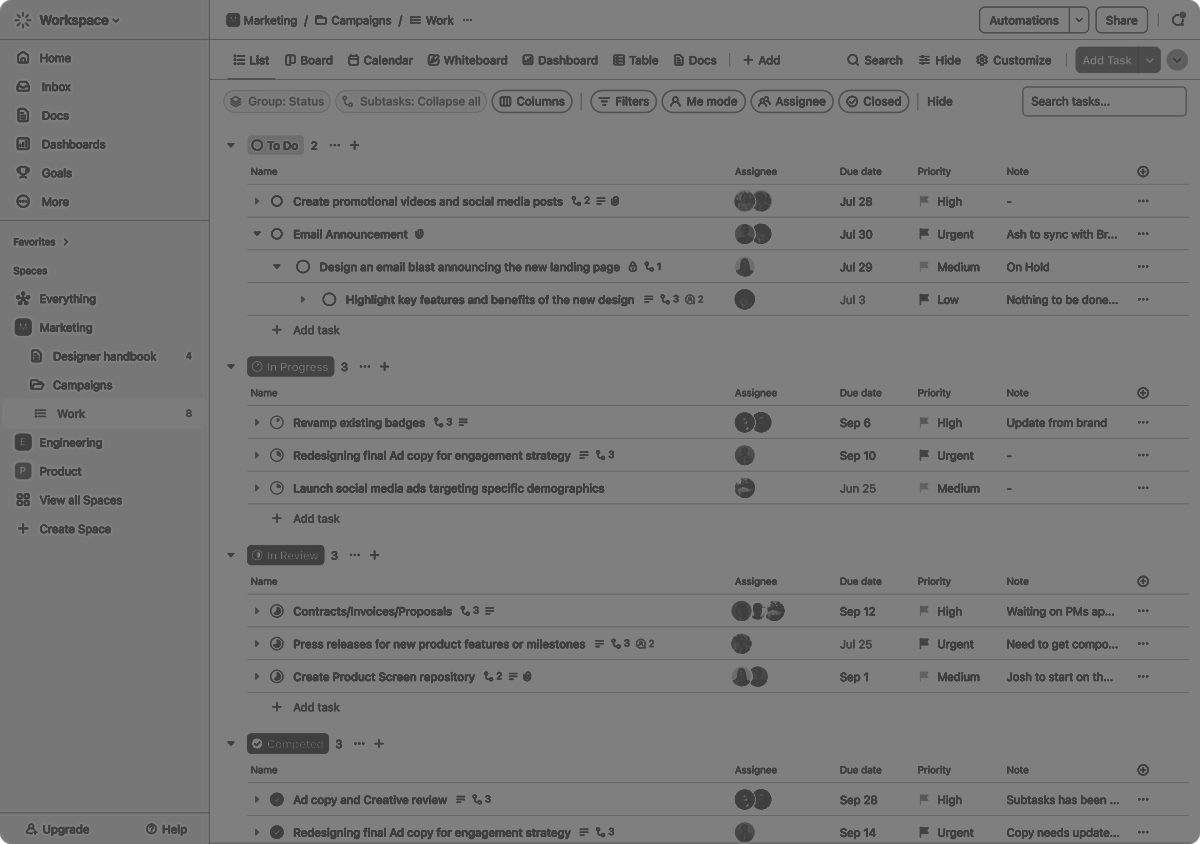 Workspace
Marketing / Campaigns / Work ...
Automations
Share
Home
Inbox
Docs
Dashboards
Goals
More
Favorites
Spaces
Everything
Marketing
Designer handbook 4
Campaigns
Work 8
E Engineering
P Product
View all Spaces
+ Create Space
Upgrade
Help
List Board Calendar Whiteboard Dashboard Table Docs + Add
Search Hide Customize Add Task
Group: Status Subtasks: Collapse all Columns Filters Me mode Assignee Closed Hide Search tasks...
To Do 2 ... +
Name Assignee Due date Priority Note
Create promotional videos and social media posts 2 Jul 28 High - ...
Email Announcement Jul 30 Urgent Ash to sync with Br... ...
Design an email blast announcing the new landing page 1 Jul 29 Medium On Hold ...
Highlight key features and benefits of the new design 3 2 Jul 3 Low Nothing to be done... ...
+ Add task
In Progress 3 ... +
Name Assignee Due date Priority Note
Revamp existing badges 3 Sep 6 High Update from brand ...
Redesigning final Ad copy for engagement strategy 3 Sep 10 Urgent - ...
Launch social media ads targeting specific demographics Jun 25 Medium - ...
+ Add task
In Review 3 ... +
Name Assignee Due date Priority Note
Contracts/Invoices/Proposals 3 Sep 12 High Waiting on PMs ap... ...
Press releases for new product features or milestones 3 2 Jul 25 Urgent Need to get compo... ...
Create Product Screen repository 2 Sep 1 Medium Josh to start on th... ...
+ Add task
Competed 3 ... +
Name Assignee Due date Priority Note
Ad copy and Creative review 3 Sep 28 High Subtasks has been ... ...
Redesigning final Ad copy for engagement strategy 3 Sep 14 Urgent Copy needs update... ...